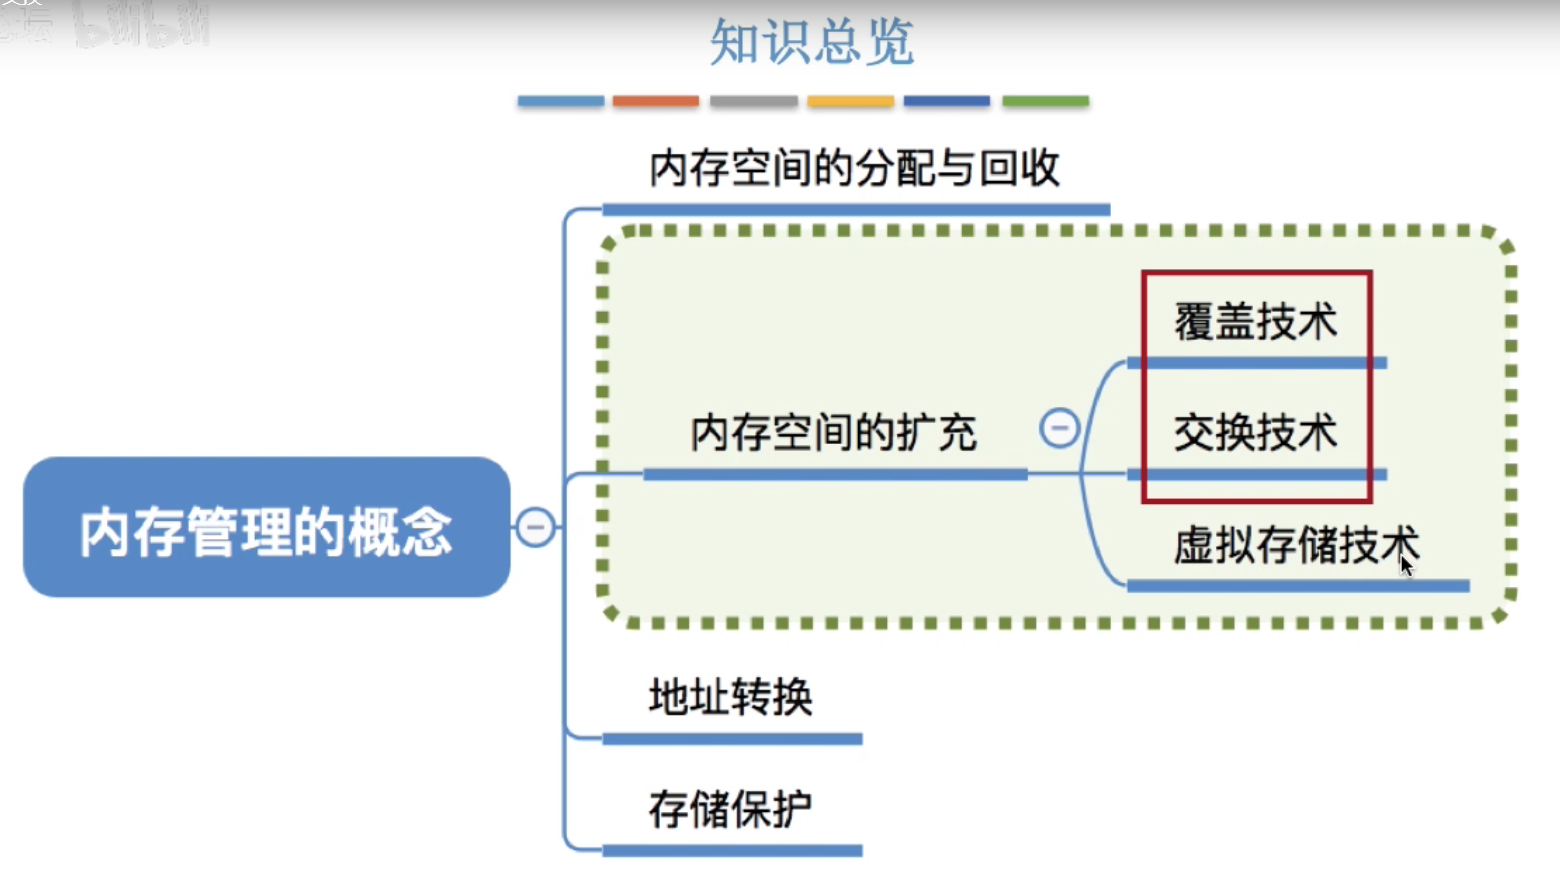 bilibili
知识总览
内存空间的分配与回收
覆盖技术
内存空间的扩充
交换技术
虚拟存储技术
内存管理的概念
地址转换
存储保护